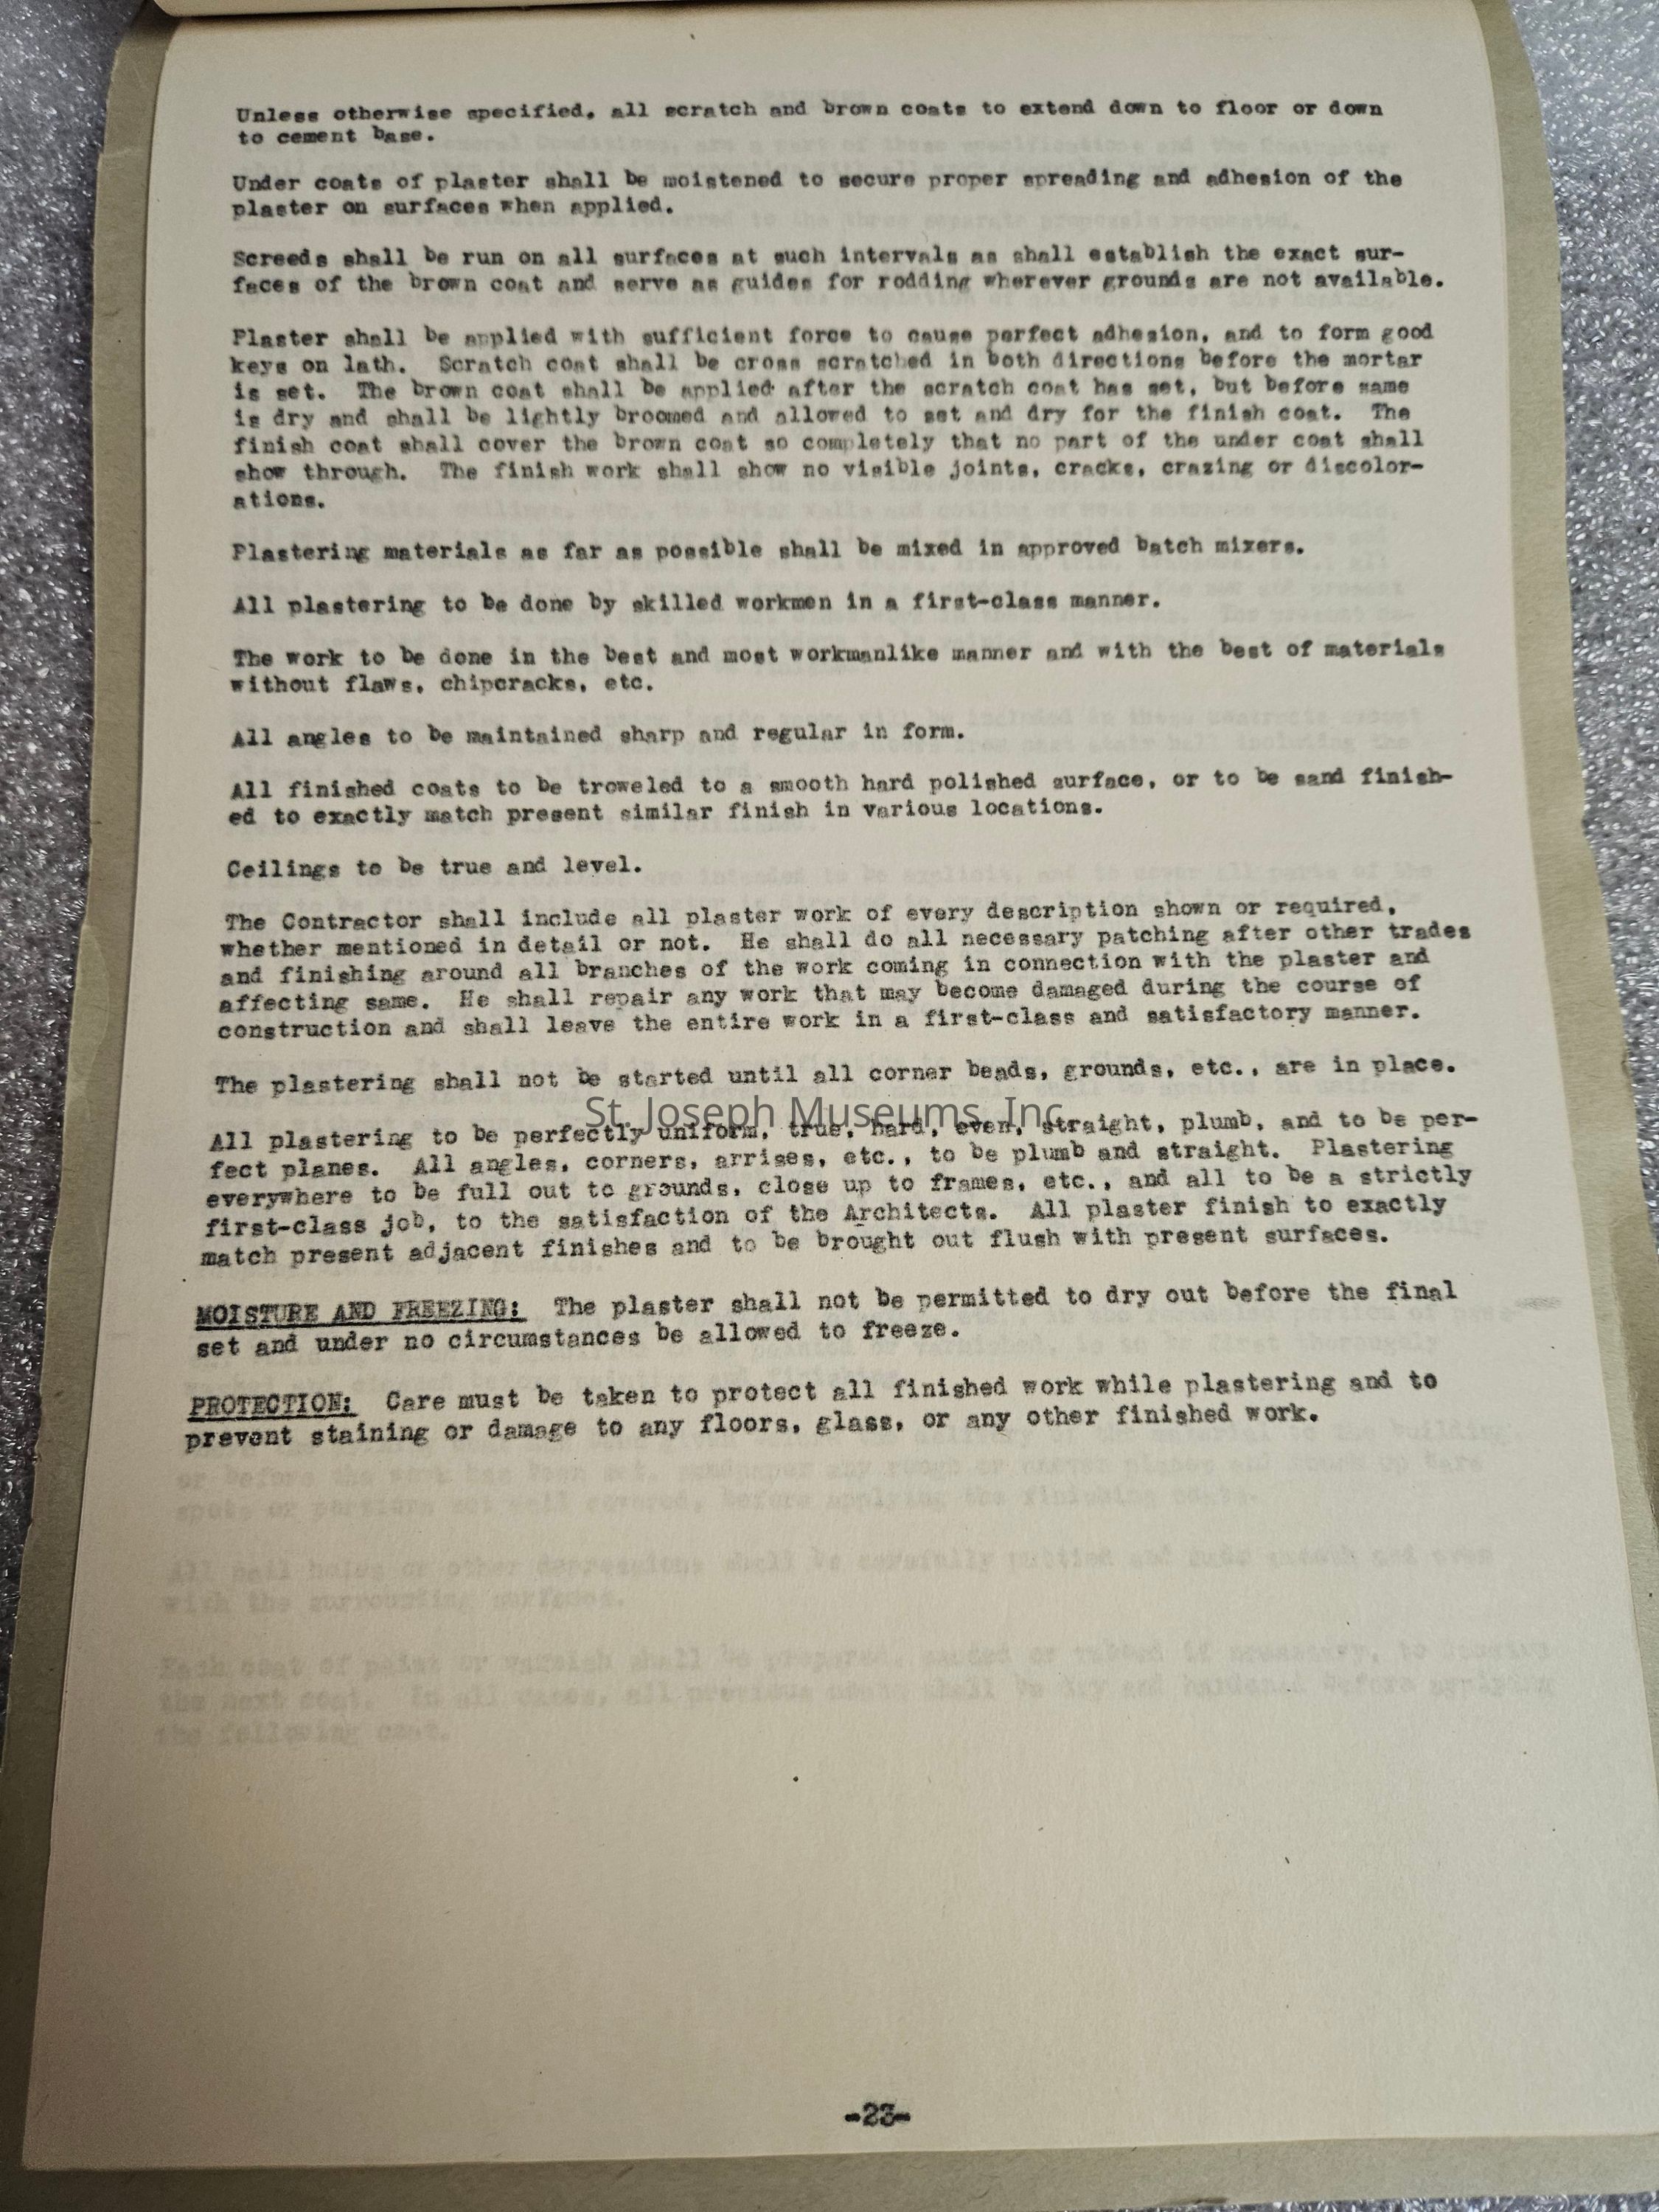 Unless otherwise specified, all scratch and brown coats to extend down to floor or down
to cement base.
Under coats of plaster shall be moistened to secure proper spreading and adhesion of the
plaster on surfaces when applied.
Screeds shall be run on all surfaces at such intervals as shall establish the exact sur-
faces of the brown coat and serve as guides for rodding wherever grounds are not available.
Plaster shall be applied with sufficient force to cause perfect adhesion, and to form good
keys on lath. Scratch coat shall be cross scratched in both directions before the mortar
is set. The brown coat shall be applied after the scratch coat has set, but before same
is dry and shall be lightly broomed and allowed to set and dry for the finish coat. The
finish coat shall cover the brown coat so completely that no part of the under coat shall
show through. The finish work shall show no visible joints, cracks, crazing or discolor-
ations.
Plastering materials as far as possible shall be mixed in approved batch mixers.
All plastering to be done by skilled workmen in a first-class manner.
The work to be done in the best and most workmanlike manner and with the best of materials
without flaws, chipcracks, etc.
All angles to be maintained sharp and regular in form.
All finished coats to be troweled to a smooth hard polished surface, or to be sand finish-
ed to exactly match present similar finish in various locations.
Ceilings to be true and level.
The Contractor shall include all plaster work of every description shown or required,
whether mentioned in detail or not. He shall do all necessary patching after other trades
and finishing around all branches of the work coming in connection with the plaster and
affecting same. He shall repair any work that may become damaged during the course of
construction and shall leave the entire work in a first-class and satisfactory manner.
The plastering shall not be started until all corner beads, grounds, etc., are in place.
St. Joseph Museums, Inc.
All plastering to be perfectly uniform, true, hard, even, straight, plumb, and to be per-
fect planes. All angles, corners, arrises, etc., to be plumb and straight. Plastering
everywhere to be full out to grounds, close up to frames, etc., and all to be a strictly
first-class job, to the satisfaction of the Architects. All plaster finish to exactly
match present adjacent finishes and to be brought out flush with present surfaces.
MOISTURE AND FREEZING: The plaster shall not be permitted to dry out before the final
set and under no circumstances be allowed to freeze.
PROTECTION: Care must be taken to protect all finished work while plastering and to
prevent staining or damage to any floors, glass, or any other finished work.
-23-